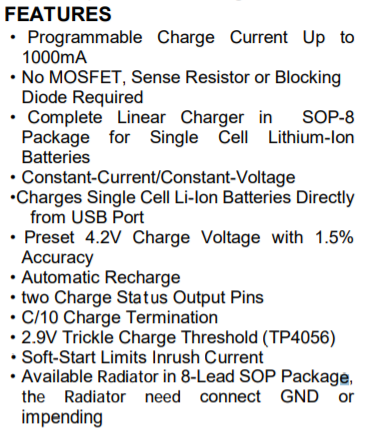 FEATURES
• Programmable Charge Current Up to
1000mA
• No MOSFET, Sense Resistor or Blocking
Diode Required
• Complete Linear Charger in SOP-8
Package for Single Cell Lithium-Ion
Batteries
• Constant-Current/Constant-Voltage
•Charges Single Cell Li-Ion Batteries Directly
from USB Port
• Preset 4.2V Charge Voltage with 1.5%
Accuracy
• Automatic Recharge
• two Charge Status Output Pins
• C/10 Charge Termination
• 2.9V Trickle Charge Threshold (TP4056)
• Soft-Start Limits Inrush Current
• Available Radiator in 8-Lead SOP Package,
the Radiator need connect GND or
impending